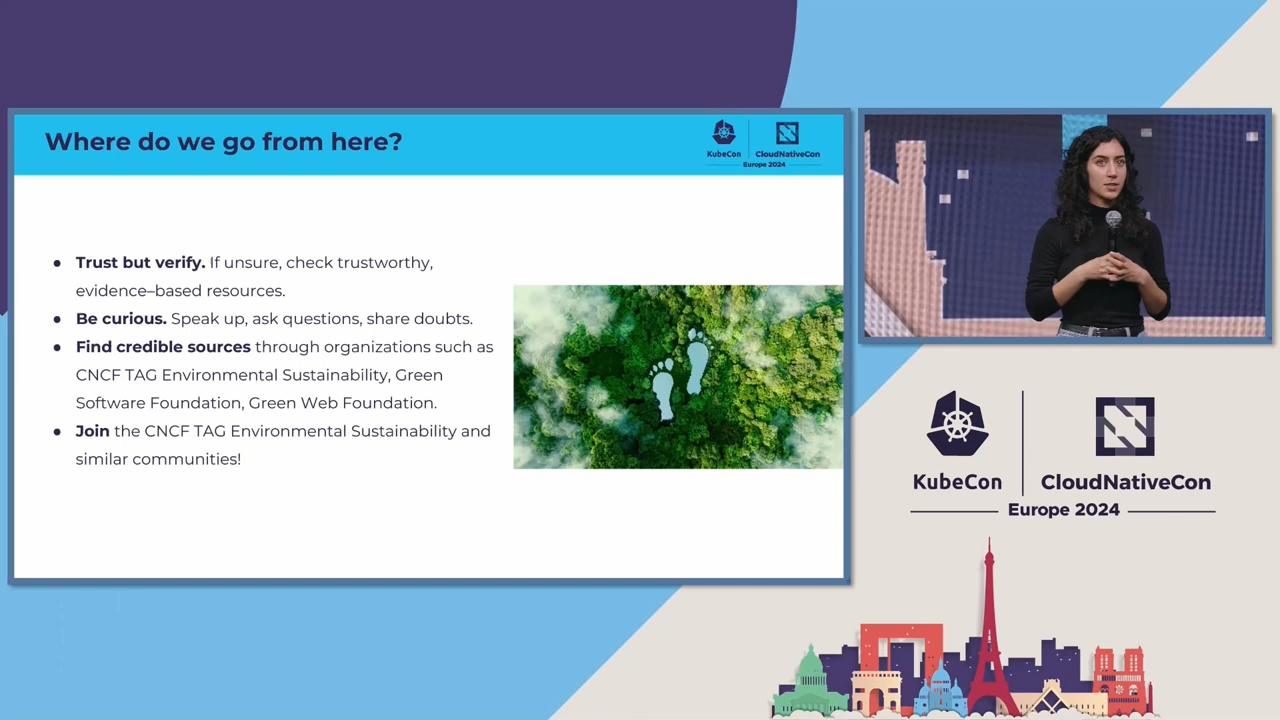 Where do we go from here?
KubeCon
CloudNativeCon
Europe 2024
● Trust but verify. If unsure, check trustworthy,
evidence–based resources.
● Be curious. Speak up, ask questions, share doubts.
● Find credible sources through organizations such as
CNCF TAG Environmental Sustainability, Green
Software Foundation, Green Web Foundation.
● Join the CNCF TAG Environmental Sustainability and
similar communities!
KubeCon
CloudNativeCon
Europe 2024